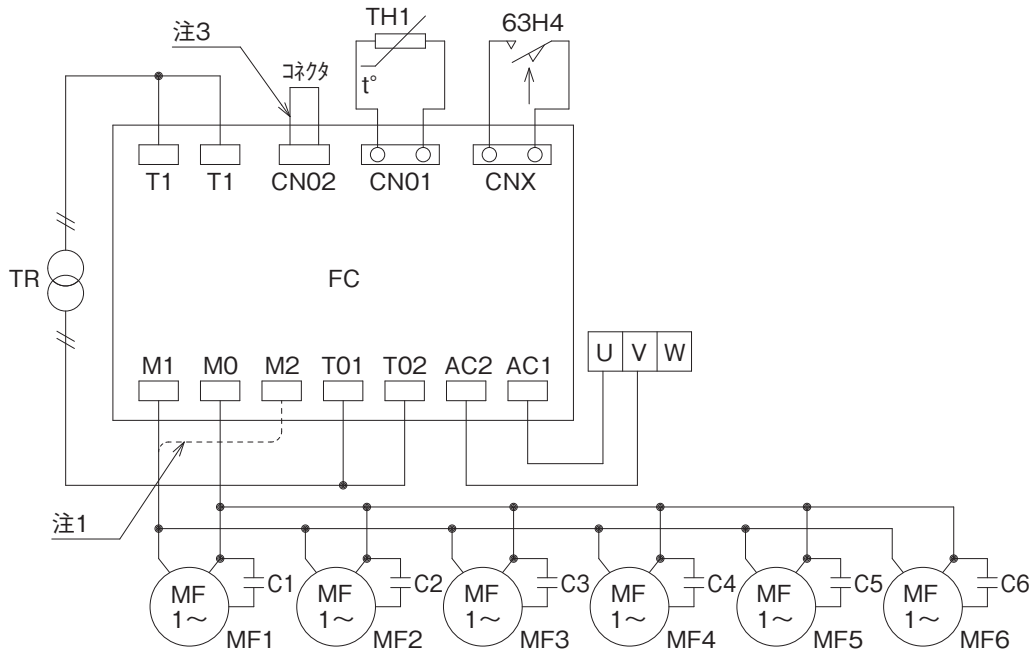 注3
TH1
63H4
コネクタ
t°
T1 T1 CN02 CN01 CNX
TR
FC
U V W
M1 M0 M2 T01 T02 AC2 AC1
注1
C1 C2 C3 C4 C5 C6
MF MF MF MF MF MF
1～ 1～ 1～ 1～ 1～ 1～
MF1 MF2 MF3 MF4 MF5 MF6